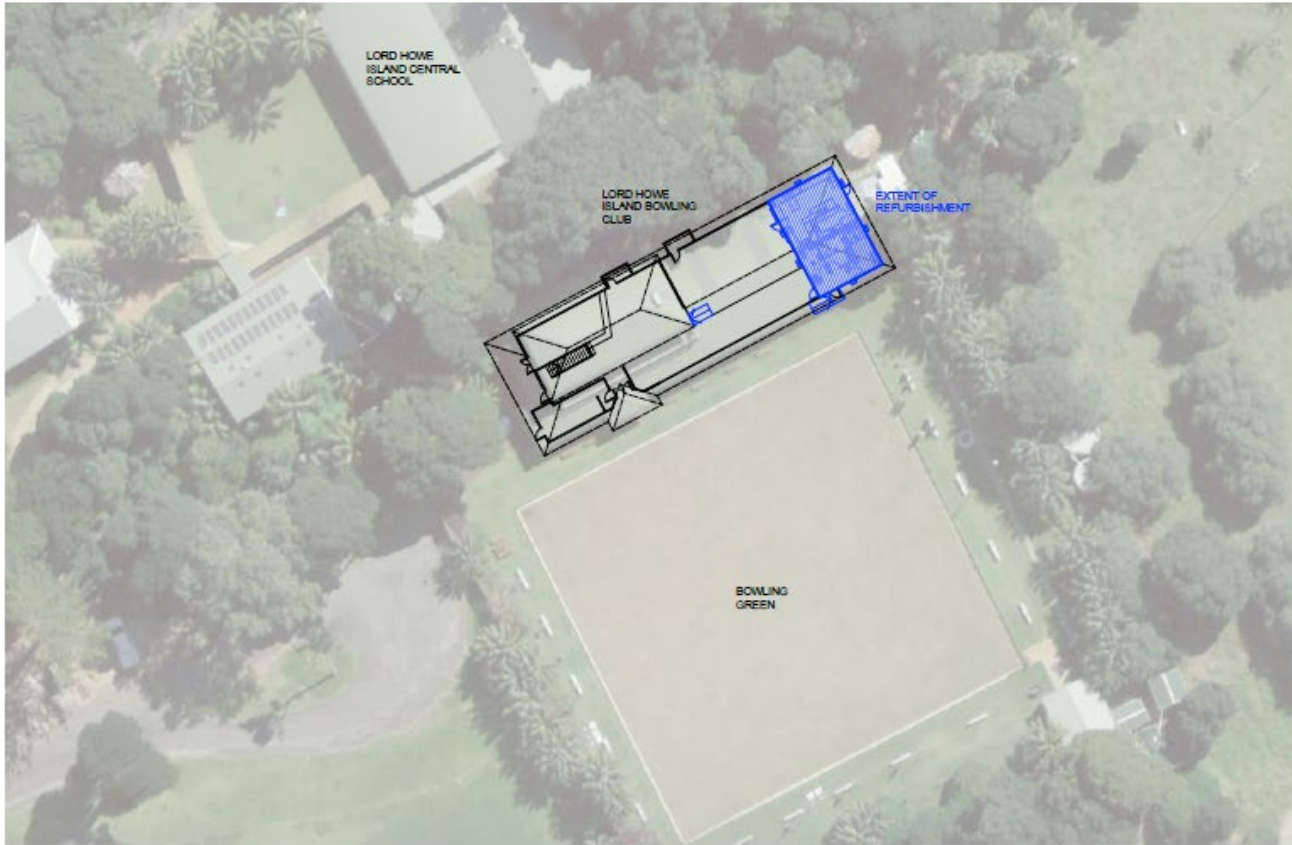 LORD HOWE
ISLAND CENTRAL
SCHOOL
LORD HOWE
ISLAND BOWLING
CLUB
EXTENT OF
REFURBISHMENT
BOWLING
GREEN